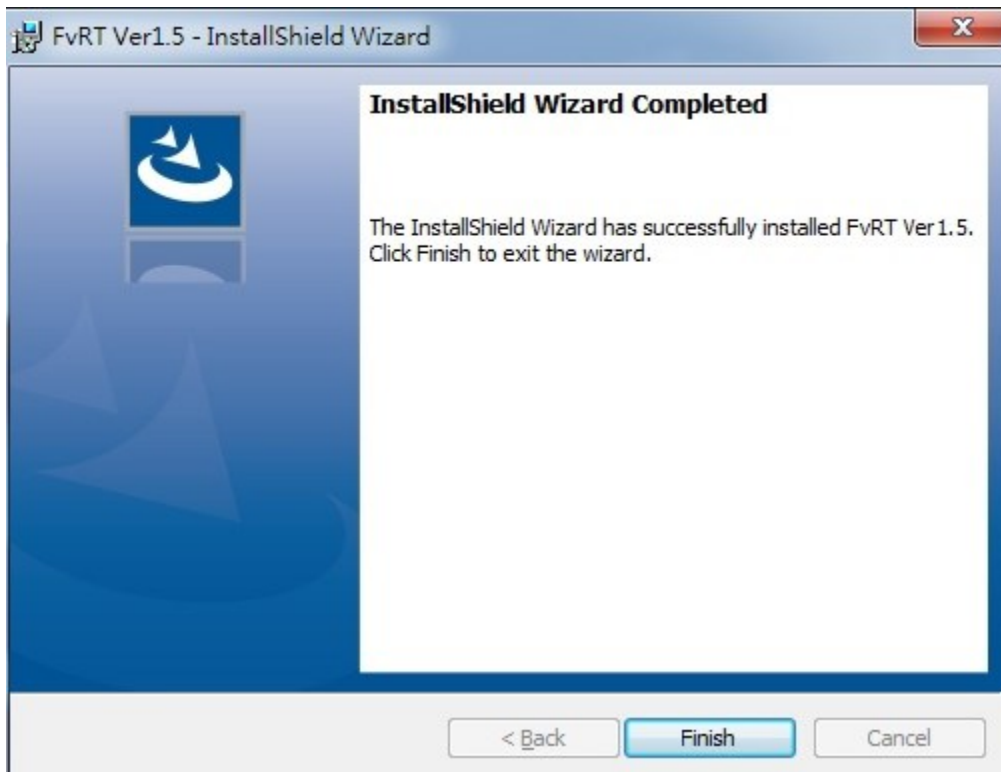 FvRT Ver1.5 - InstallShield Wizard
InstallShield Wizard Completed
The InstallShield Wizard has successfully installed FvRT Ver1.5.
Click Finish to exit the wizard.
< Back
Finish
Cancel